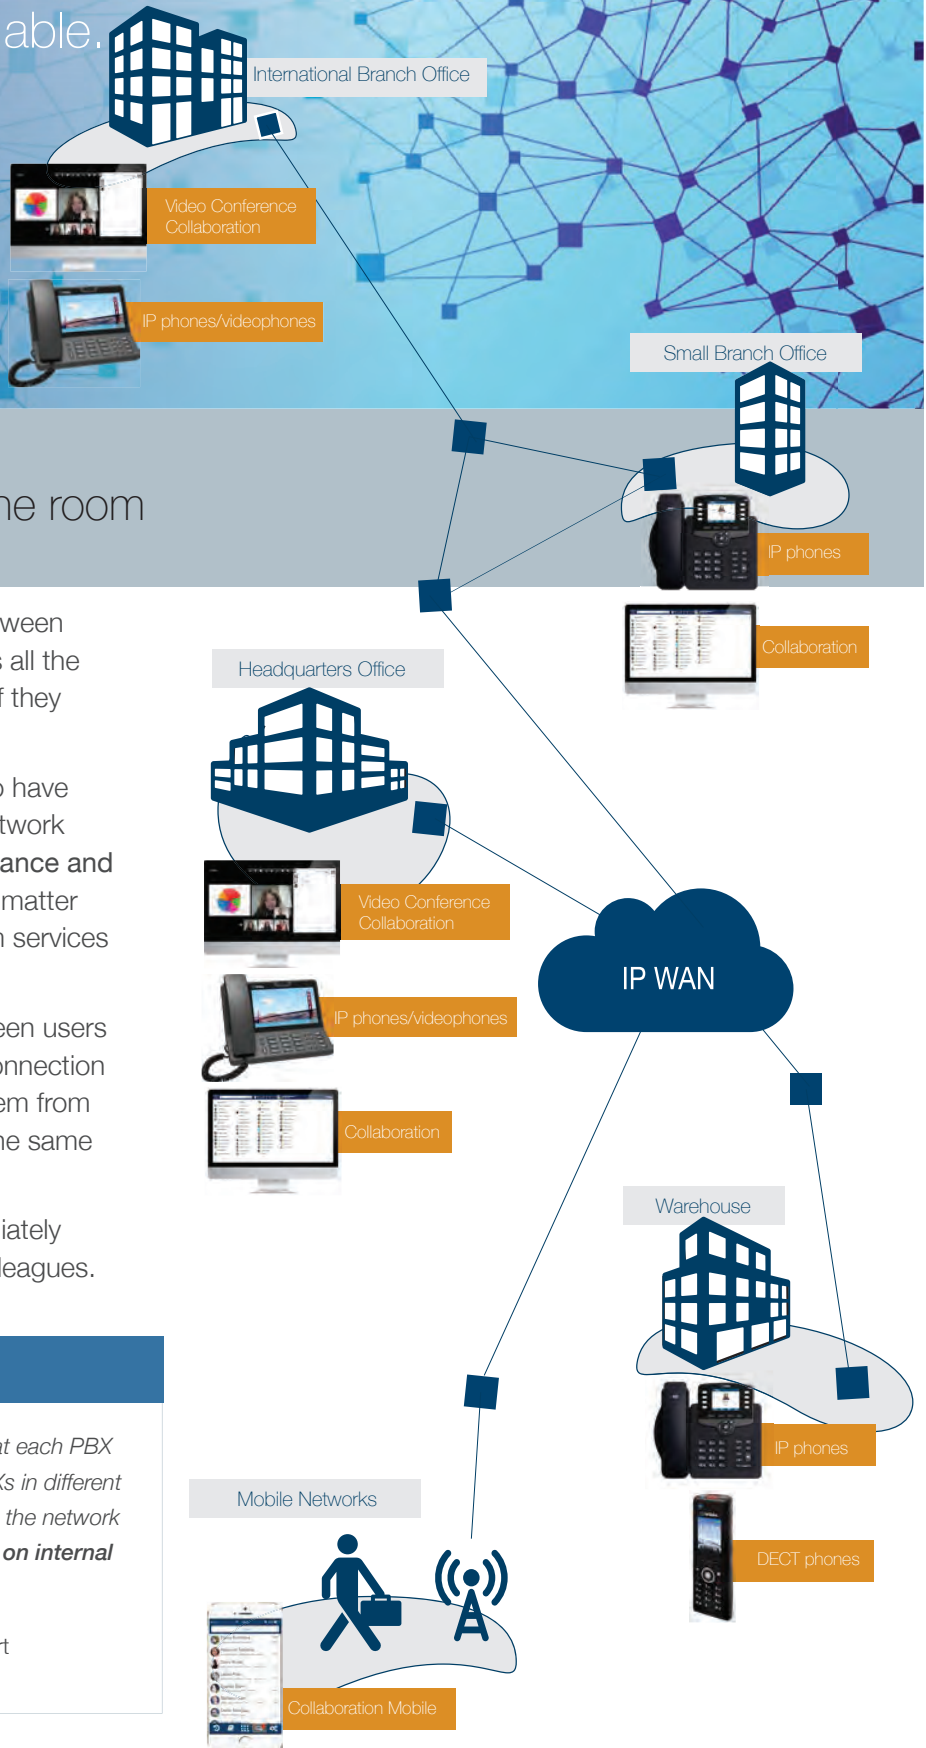 able.
International Branch Office
Video Conference
Collaboration
IP phones/videophones
Small Branch Office
ne room
IP phones
Collaboration
ween
s all the
f they
Headquarters Office
o have
twork
ance and
matter
n services
Video Conference
Collaboration
IP WAN
IP phones/videophones
een users
onnection
em from
ne same
Collaboration
Warehouse
iately
leagues.
at each PBX
Xs in different
the network
on internal
rt
IP phones
Mobile Networks
DECT phones
Collaboration Mobile